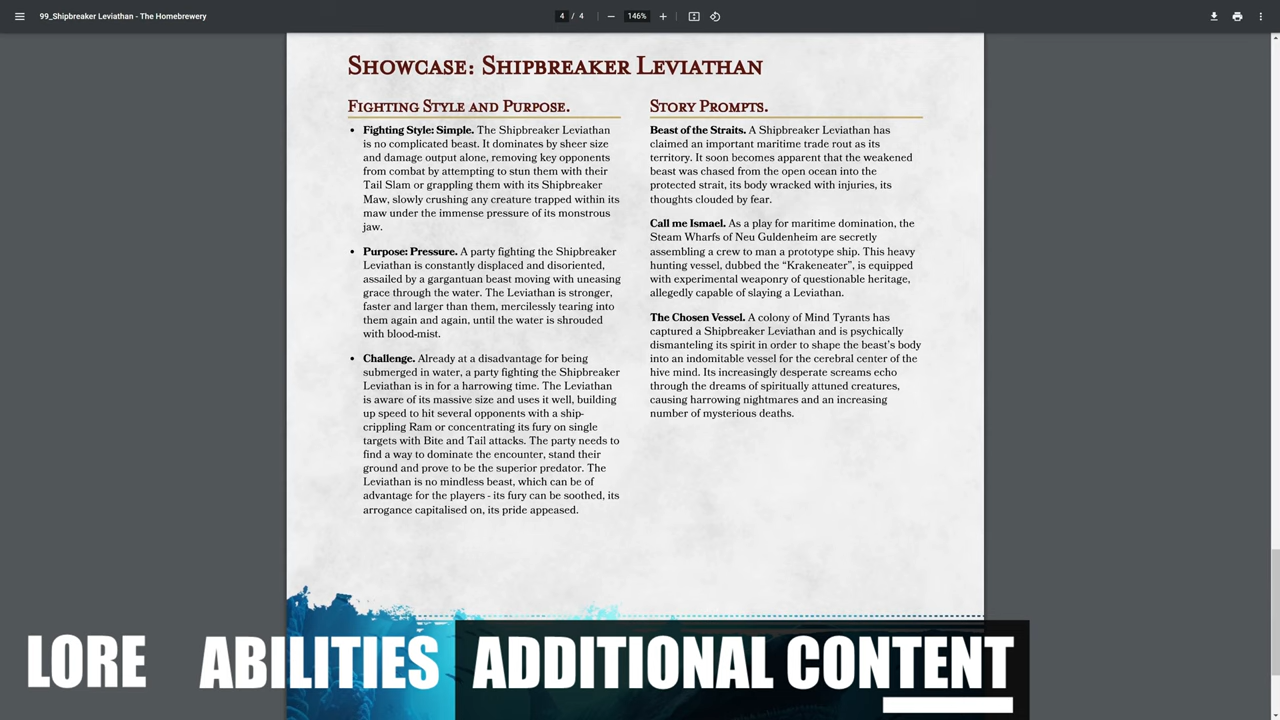 99_Shipbreaker Leviathan - The Homebrewery
4 / 4
146%
Showcase: Shipbreaker Leviathan
Fighting Style and Purpose.
• Fighting Style: Simple. The Shipbreaker Leviathan
is no complicated beast. It dominates by sheer size
and damage output alone, removing key opponents
from combat by attempting to stun them with their
Tail Slam or grappling them with its Shipbreaker
Maw, slowly crushing any creature trapped within its
maw under the immense pressure of its monstrous
jaw.
• Purpose: Pressure. A party fighting the Shipbreaker
Leviathan is constantly displaced and disoriented,
assailed by a gargantuan beast moving with uneasing
grace through the water. The Leviathan is stronger,
faster and larger than them, mercilessly tearing into
them again and again, until the water is shrouded
with blood-mist.
• Challenge. Already at a disadvantage for being
submerged in water, a party fighting the Shipbreaker
Leviathan is in for a harrowing time. The Leviathan
is aware of its massive size and uses it well, building
up speed to hit several opponents with a ship-
crippling Ram or concentrating its fury on single
targets with Bite and Tail attacks. The party needs to
find a way to dominate the encounter, stand their
ground and prove to be the superior predator. The
Leviathan is no mindless beast, which can be of
advantage for the players - its fury can be soothed, its
arrogance capitalised on, its pride appeased.
Story Prompts.
Beast of the Straits. A Shipbreaker Leviathan has
claimed an important maritime trade rout as its
territory. It soon becomes apparent that the weakened
beast was chased from the open ocean into the
protected strait, its body wracked with injuries, its
thoughts clouded by fear.
Call me Ismael. As a play for maritime domination, the
Steam Wharfs of Neu Guldenheim are secretly
assembling a crew to man a prototype ship. This heavy
hunting vessel, dubbed the “Krakeneater”, is equipped
with experimental weaponry of questionable heritage,
allegedly capable of slaying a Leviathan.
The Chosen Vessel. A colony of Mind Tyrants has
captured a Shipbreaker Leviathan and is psychically
dismanteling its spirit in order to shape the beast's body
into an indomitable vessel for the cerebral center of the
hive mind. Its increasingly desperate screams echo
through the dreams of spiritually attuned creatures,
causing harrowing nightmares and an increasing
number of mysterious deaths.
LORE ABILITIES ADDITIONAL CONTENT